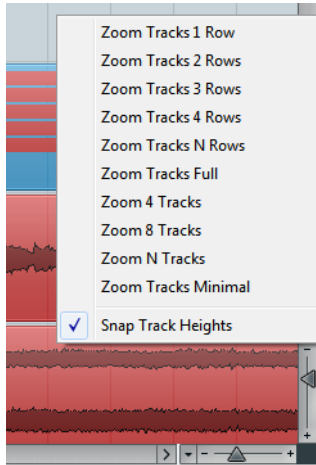 Zoom Tracks 1 Row
Zoom Tracks 2 Rows
Zoom Tracks 3 Rows
Zoom Tracks 4 Rows
Zoom Tracks N Rows
Zoom Tracks Full
Zoom 4 Tracks
Zoom 8 Tracks
Zoom N Tracks
Zoom Tracks Minimal
Snap Track Heights